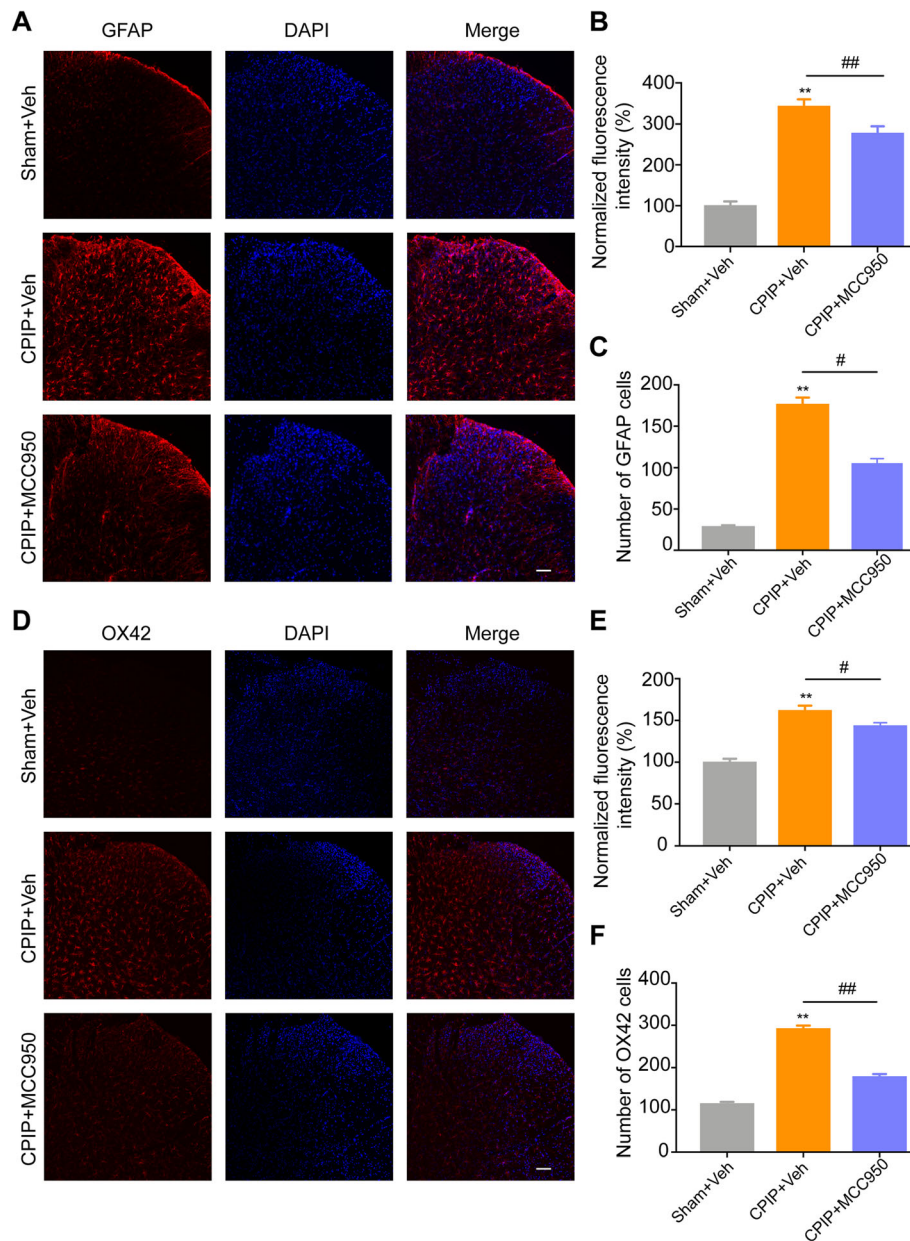 A
GFAP
DAPI
Merge
Sham+Veh
CPIP+Veh
CPIP+MCC950
B
Normalized fluorescence
intensity (%)
400
300
200
100
0
**
##
Sham+Veh
CPIP+Veh
CPIP+MCC950
C
Number of GFAP cells
200
150
100
50
0
**
#
Sham+Veh
CPIP+Veh
CPIP+MCC950
D
OX42
DAPI
Merge
Sham+Veh
CPIP+Veh
CPIP+MCC950
E
Normalized fluorescence
intensity (%)
200
150
100
50
0
**
#
Sham+Veh
CPIP+Veh
CPIP+MCC950
F
Number of OX42 cells
400
300
200
100
0
**
##
Sham+Veh
CPIP+Veh
CPIP+MCC950